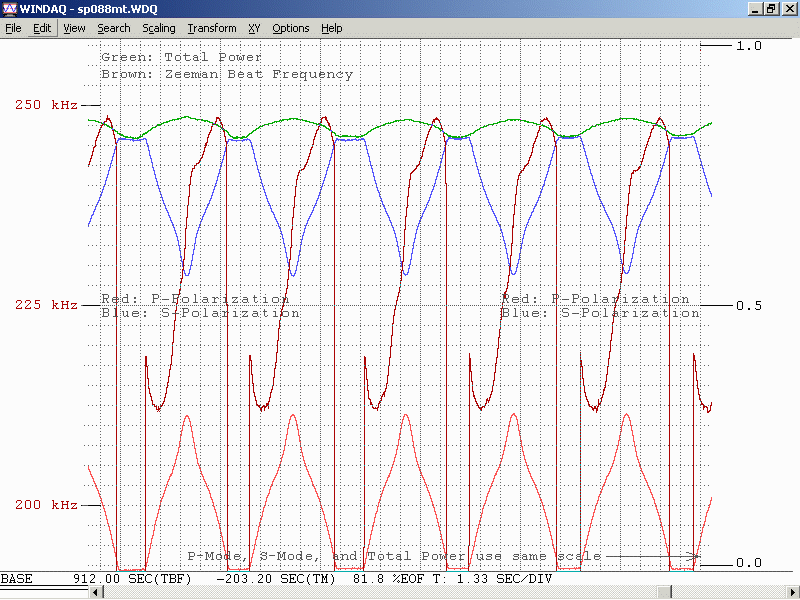 WINDAQ - sp088mt.WDQ
File Edit View Search Scaling Transform XY Options Help
1.0
Green: Total Power
Brown: Zeeman Beat Frequency
250 kHz
Red: P-Polarization Red: P-Polarization
225 kHz 0.5
Blue: S-Polarization Blue: S-Polarization
200 kHz
P-Mode, S-Mode, and Total Power use same scale
0.0
BASE 912.00 SEC(TBF) -203.20 SEC(TM) 81.8 %EOF T: 1.33 SEC/DIV